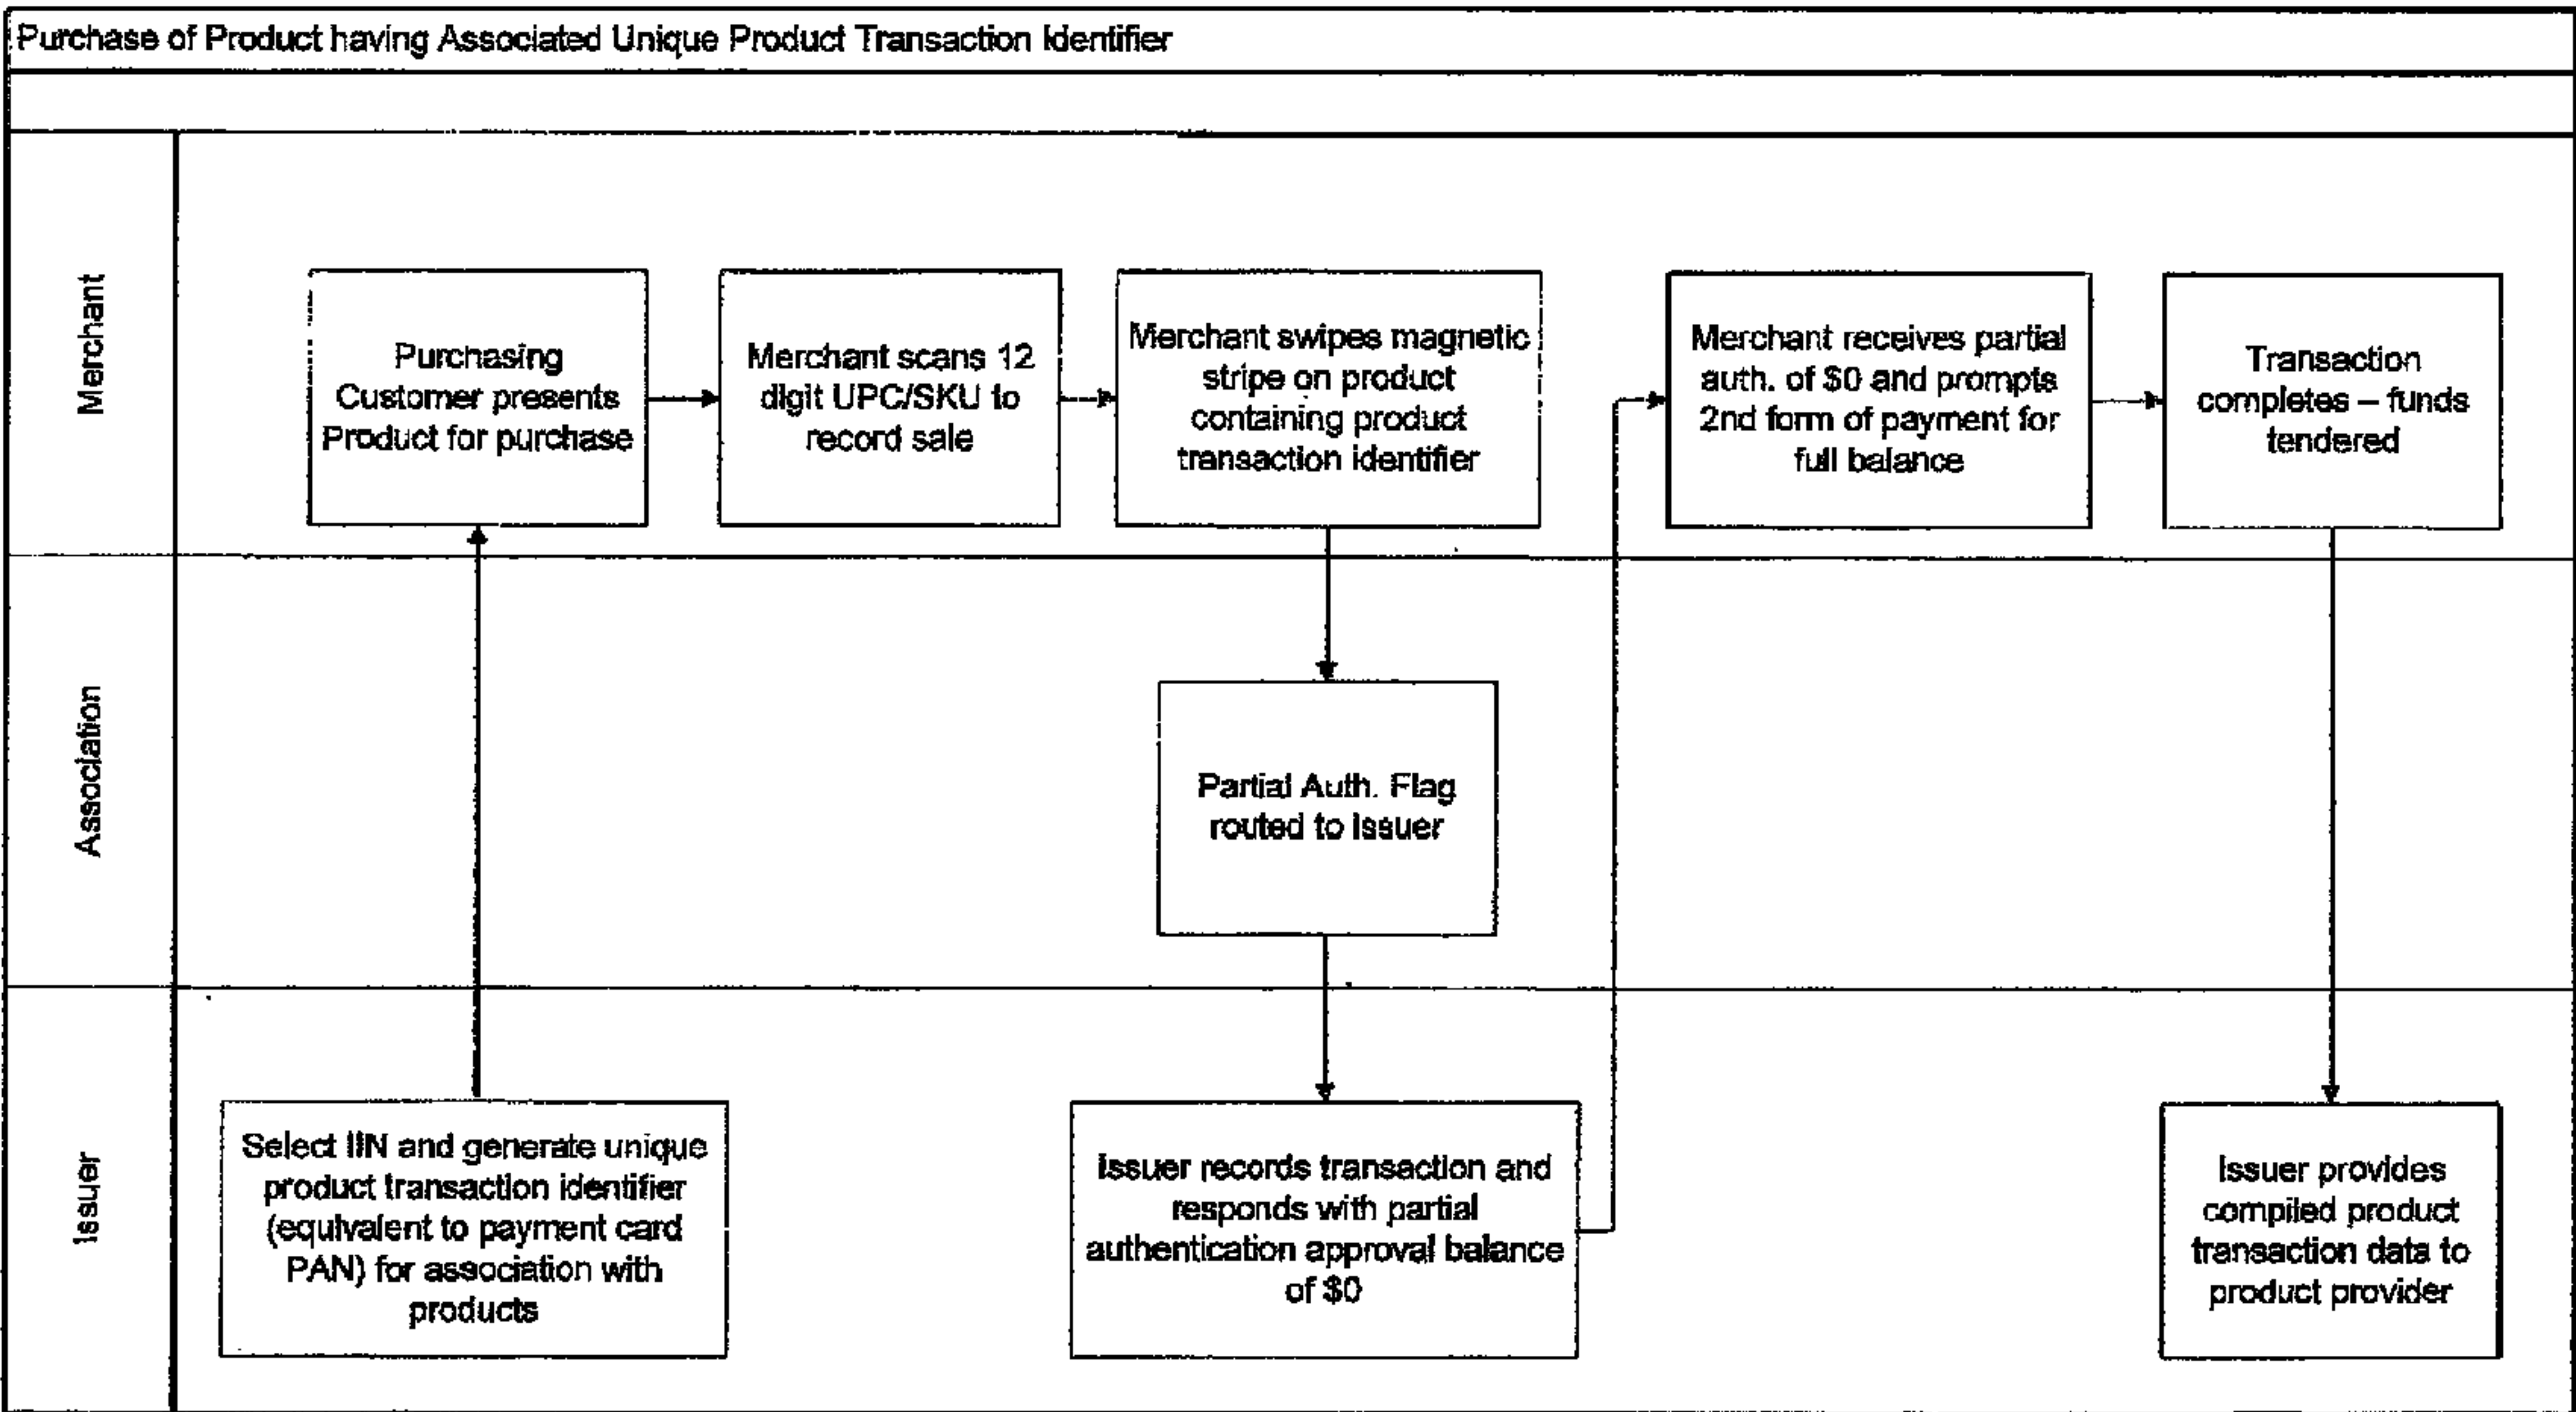 Purchase of Product having Associated Unique Product Transaction Identifier
Merchant
Purchasing
Customer presents
Product for purchase
Merchant scans 12
digit UPC/SKU to
record sale
Merchant swipes magnetic
stripe on product
containing product
transaction identifier
Merchant receives partial
auth. of $0 and prompts
2nd form of payment for
full balance
Transaction
completes – funds
tendered
Association
Partial Auth. Flag
routed to Issuer
Issuer
Select IIN and generate unique
product transaction identifier
(equivalent to payment card
PAN) for association with
products
Issuer records transaction and
responds with partial
authentication approval balance
of $0
Issuer provides
compiled product
transaction data to
product provider